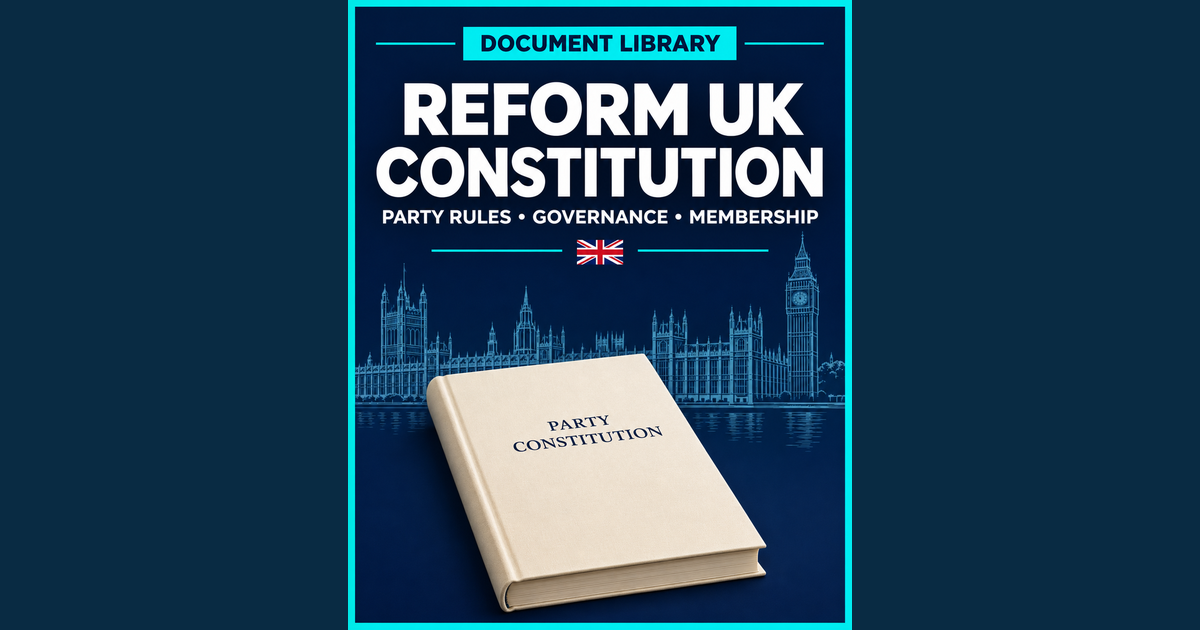 DOCUMENT LIBRARY
REFORM UK
CONSTITUTION
PARTY RULES • GOVERNANCE • MEMBERSHIP
PARTY
CONSTITUTION